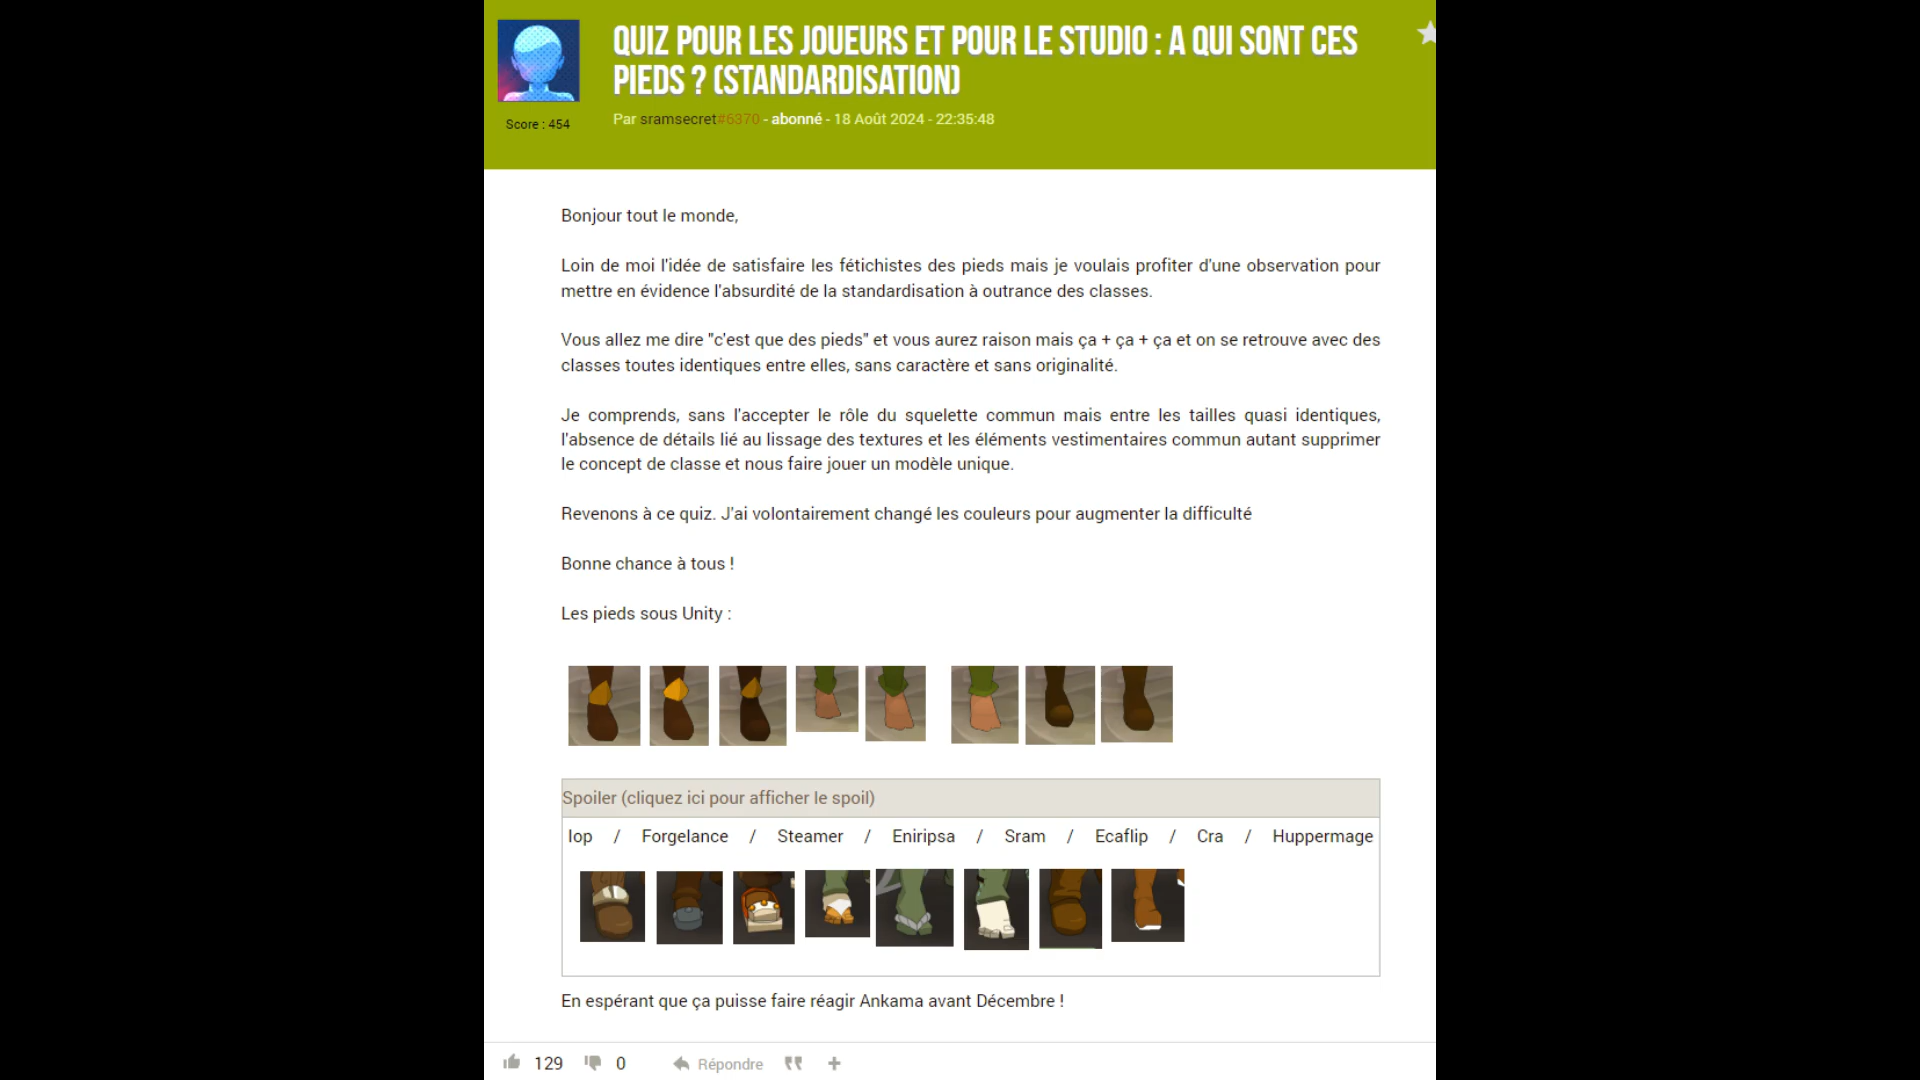 QUIZ POUR LES JOUEURS ET POUR LE STUDIO : A QUI SONT CES
PIEDS ? (STANDARDISATION)
Par sramsecret#6370 - abonné - 18 Août 2024 - 22:35:48
Score : 454
Bonjour tout le monde,
Loin de moi l'idée de satisfaire les fétichistes des pieds mais je voulais profiter d'une observation pour
mettre en évidence l'absurdité de la standardisation à outrance des classes.
Vous allez me dire "c'est que des pieds" et vous aurez raison mais ça + ça + ça et on se retrouve avec des
classes toutes identiques entre elles, sans caractère et sans originalité.
Je comprends, sans l'accepter le rôle du squelette commun mais entre les tailles quasi identiques,
l'absence de détails lié au lissage des textures et les éléments vestimentaires commun autant supprimer
le concept de classe et nous faire jouer un modèle unique.
Revenons à ce quiz. J'ai volontairement changé les couleurs pour augmenter la difficulté
Bonne chance à tous !
Les pieds sous Unity :
Spoiler (cliquez ici pour afficher le spoil)
Iop / Forgelance / Steamer / Eniripsa / Sram / Ecaflip / Cra / Huppermage
En espérant que ça puisse faire réagir Ankama avant Décembre !
129 0 Répondre